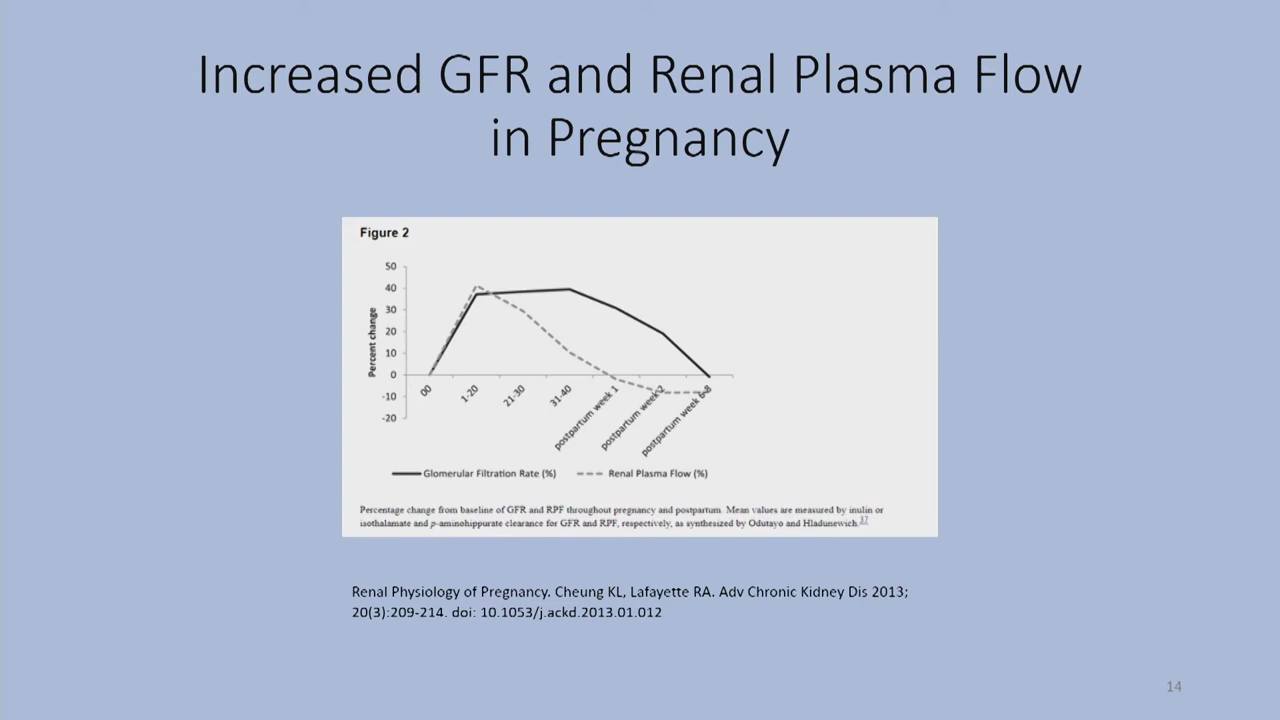 Increased GFR and Renal Plasma Flow
in Pregnancy
Figure 2
50
40
30
20
10
0
-10
-20
Percent change
00
1-20
21-30
31-40
postpartum week 1
postpartum week 2
postpartum week 6-8
Glomerular Filtration Rate (%)
Renal Plasma Flow (%)
Percentage change from baseline of GFR and RPF throughout pregnancy and postpartum. Mean values are measured by inulin or
isothalamate and p-aminohippurate clearance for GFR and RPF, respectively, as synthesized by Odutayo and Hladunewich.17
Renal Physiology of Pregnancy. Cheung KL, Lafayette RA. Adv Chronic Kidney Dis 2013;
20(3):209-214. doi: 10.1053/j.ackd.2013.01.012
14